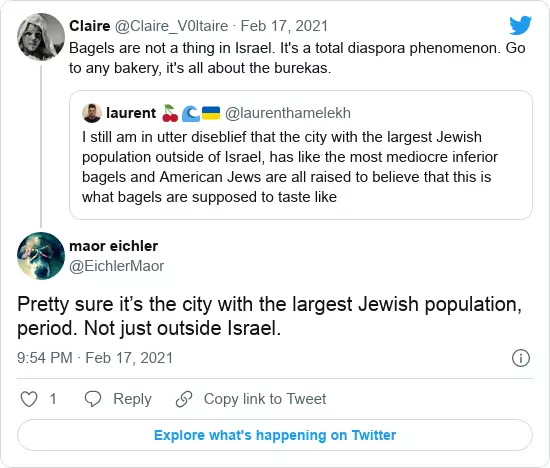 Claire @Claire_V0ltaire · Feb 17, 2021
Bagels are not a thing in Israel. It's a total diaspora phenomenon. Go
to any bakery, it's all about the burekas.
laurent 🍒🌊🇺🇦 @laurenthamelekh
I still am in utter diseblief that the city with the largest Jewish
population outside of Israel, has like the most mediocre inferior
bagels and American Jews are all raised to believe that this is
what bagels are supposed to taste like
maor eichler
@EichlerMaor
Pretty sure it’s the city with the largest Jewish population,
period. Not just outside Israel.
9:54 PM · Feb 17, 2021
1 Reply Copy link to Tweet
Explore what's happening on Twitter